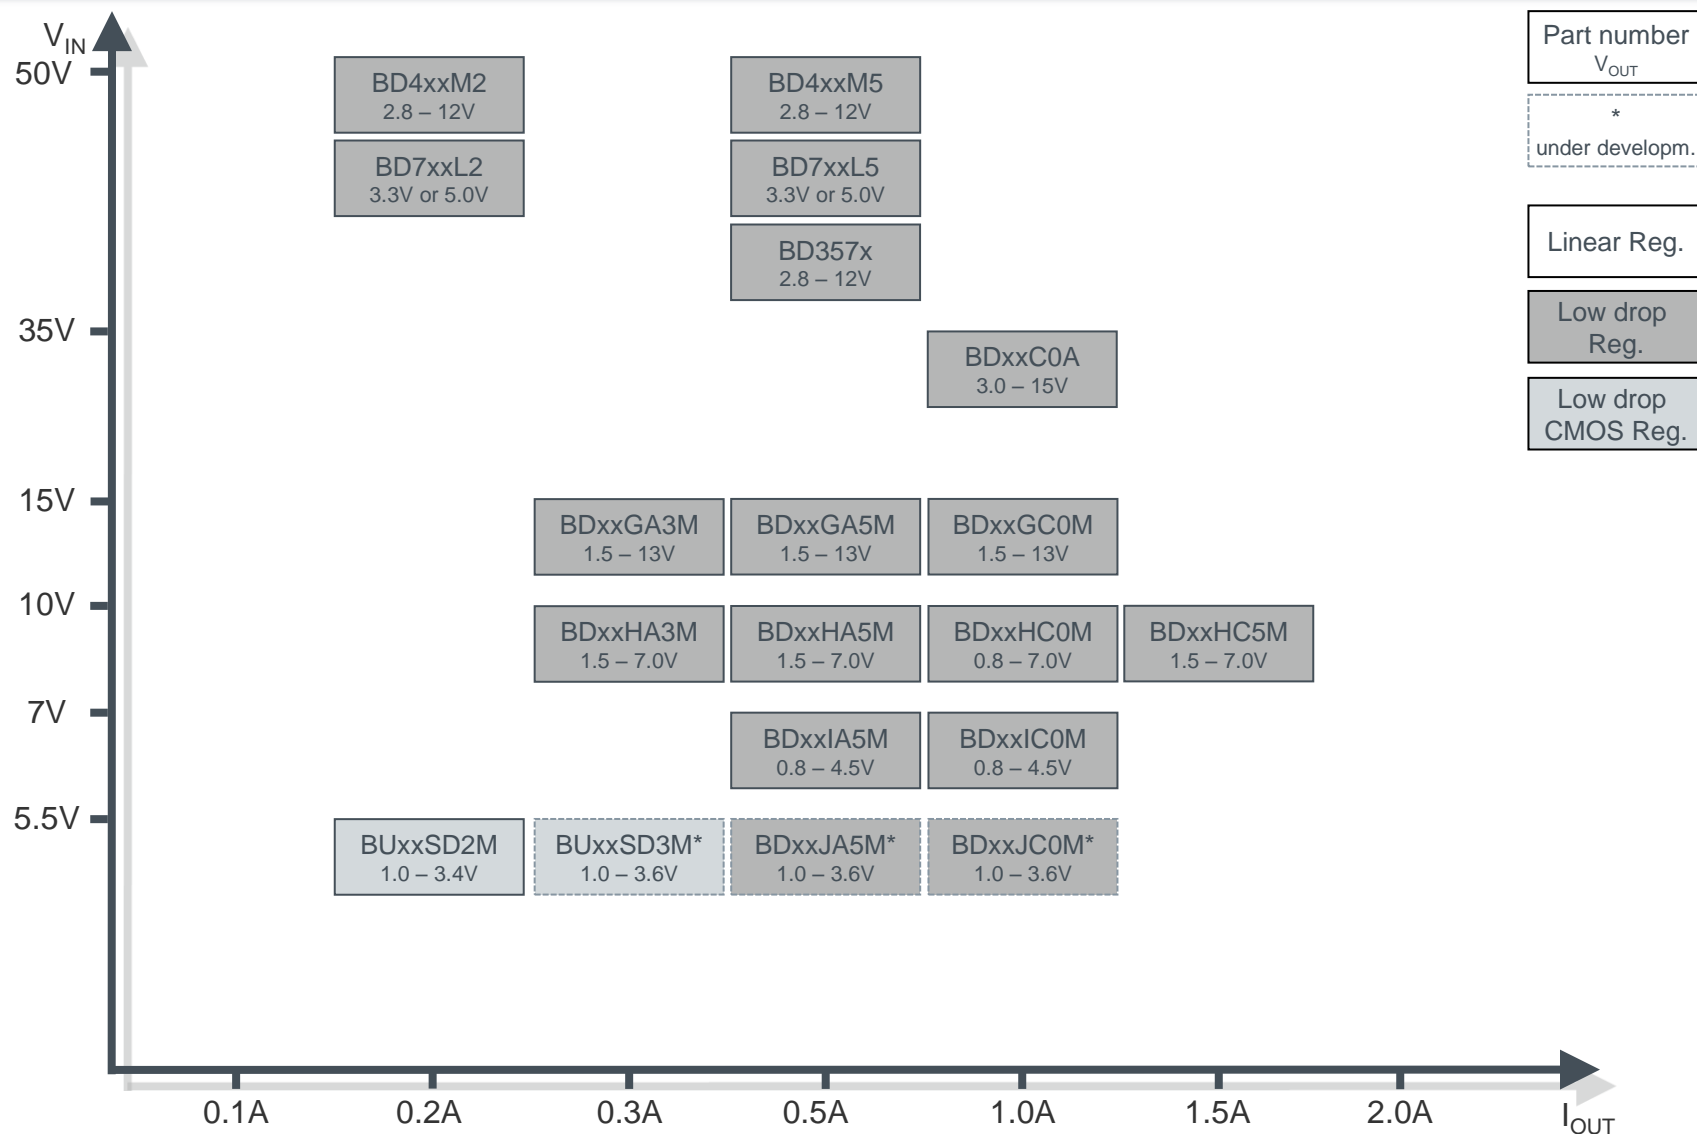 V_IN
50V
35V
15V
10V
7V
5.5V
BD4xxM2
2.8 – 12V
BD4xxM5
2.8 – 12V
BD7xxL2
3.3V or 5.0V
BD7xxL5
3.3V or 5.0V
BD357x
2.8 – 12V
BDxxC0A
3.0 – 15V
BDxxGA3M
1.5 – 13V
BDxxGA5M
1.5 – 13V
BDxxGC0M
1.5 – 13V
BDxxHA3M
1.5 – 7.0V
BDxxHA5M
1.5 – 7.0V
BDxxHC0M
0.8 – 7.0V
BDxxHC5M
1.5 – 7.0V
BDxxIA5M
0.8 – 4.5V
BDxxIC0M
0.8 – 4.5V
BUxxSD2M
1.0 – 3.4V
BUxxSD3M*
1.0 – 3.6V
BDxxJA5M*
1.0 – 3.6V
BDxxJC0M*
1.0 – 3.6V
0.1A
0.2A
0.3A
0.5A
1.0A
1.5A
2.0A
I_OUT
Part number
V_OUT
*
under developm.
Linear Reg.
Low drop
Reg.
Low drop
CMOS Reg.